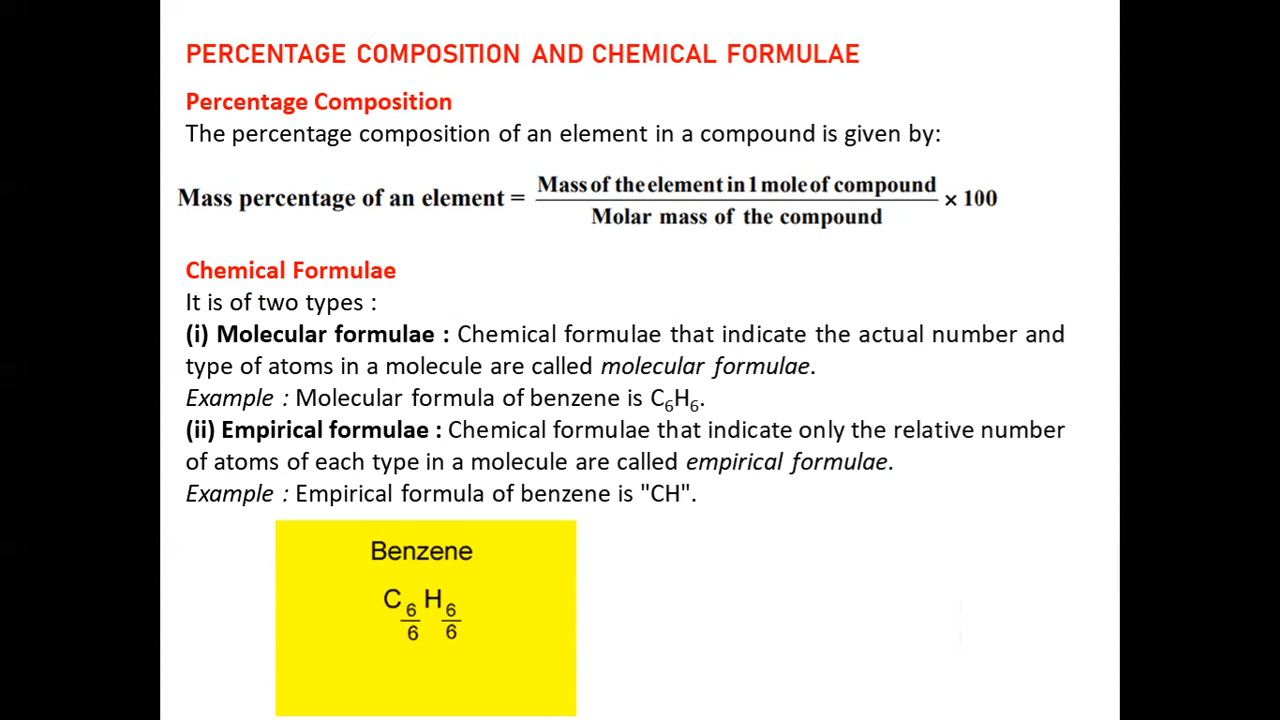 PERCENTAGE COMPOSITION AND CHEMICAL FORMULAE
Percentage Composition
The percentage composition of an element in a compound is given by:
Mass percentage of an element = Mass of the element in 1 mole of compound / Molar mass of the compound × 100
Chemical Formulae
It is of two types :
(i) Molecular formulae : Chemical formulae that indicate the actual number and
type of atoms in a molecule are called molecular formulae.
Example : Molecular formula of benzene is C₆H₆.
(ii) Empirical formulae : Chemical formulae that indicate only the relative number
of atoms of each type in a molecule are called empirical formulae.
Example : Empirical formula of benzene is "CH".
Benzene
C 6/6 H 6/6